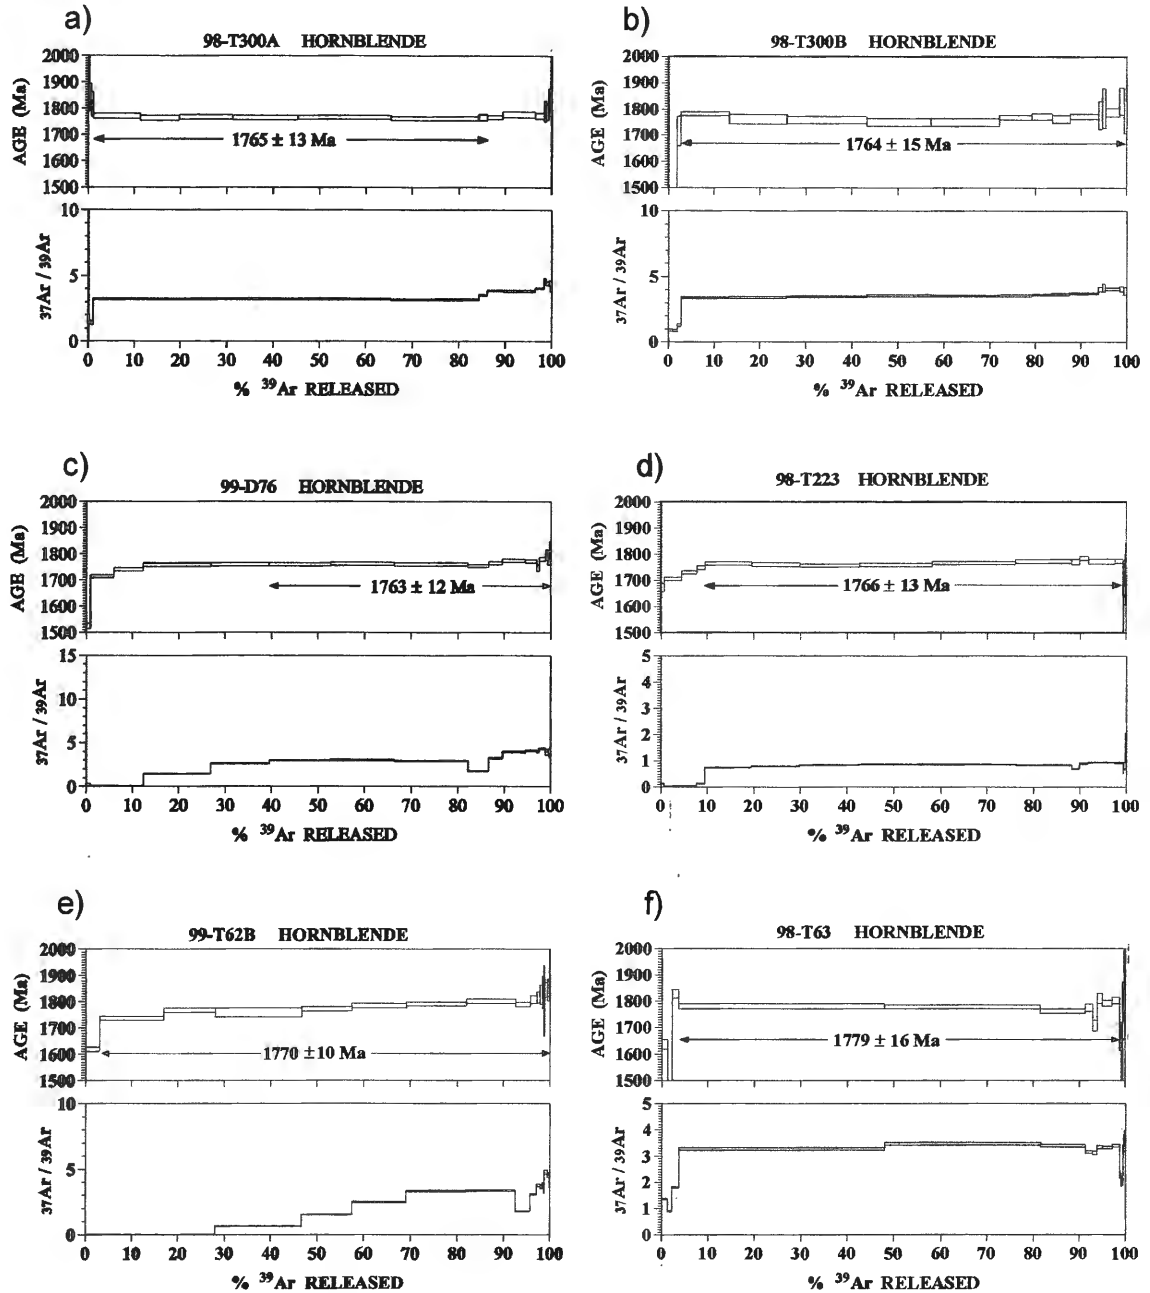 a)
98-T300A HORNBLENDE
AGE (Ma)
2000
1900
1800
1700
1600
1500
1765 ± 13 Ma
37Ar / 39Ar
10
5
0
0 10 20 30 40 50 60 70 80 90 100
% 39Ar RELEASED
b)
98-T300B HORNBLENDE
AGE (Ma)
2000
1900
1800
1700
1600
1500
1764 ± 15 Ma
37Ar / 39Ar
10
5
0
0 10 20 30 40 50 60 70 80 90 100
% 39Ar RELEASED
c)
99-D76 HORNBLENDE
AGE (Ma)
2000
1900
1800
1700
1600
1500
1763 ± 12 Ma
37Ar / 39Ar
15
10
5
0
0 10 20 30 40 50 60 70 80 90 100
% 39Ar RELEASED
d)
98-T223 HORNBLENDE
AGE (Ma)
2000
1900
1800
1700
1600
1500
1766 ± 13 Ma
37Ar / 39Ar
5
4
3
2
1
0
0 10 20 30 40 50 60 70 80 90 100
% 39Ar RELEASED
e)
99-T62B HORNBLENDE
AGE (Ma)
2000
1900
1800
1700
1600
1500
1770 ± 10 Ma
37Ar / 39Ar
10
5
0
0 10 20 30 40 50 60 70 80 90 100
% 39Ar RELEASED
f)
98-T63 HORNBLENDE
AGE (Ma)
2000
1900
1800
1700
1600
1500
1779 ± 16 Ma
37Ar / 39Ar
5
4
3
2
1
0
0 10 20 30 40 50 60 70 80 90 100
% 39Ar RELEASED